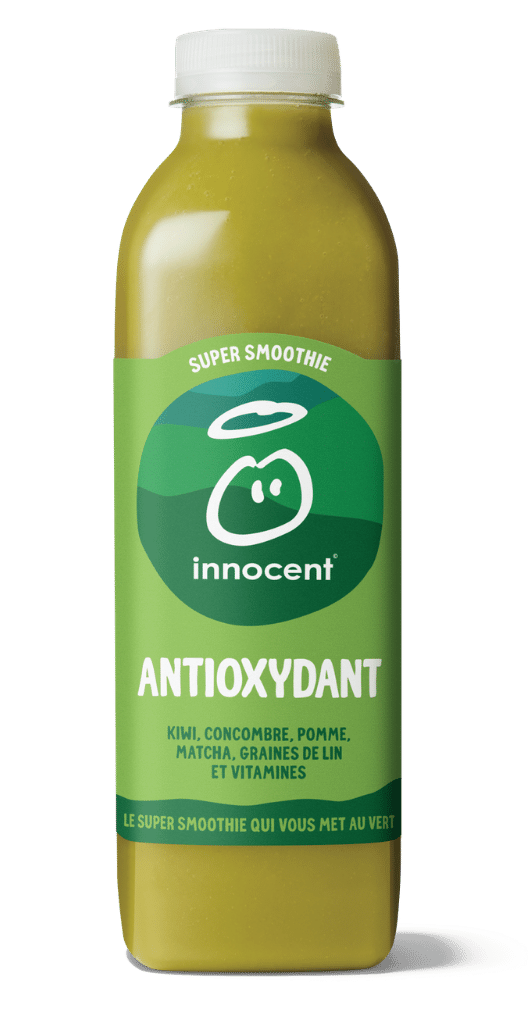 SUPER SMOOTHIE
innocent©
ANTIOXYDANT
KIWI, CONCOMBRE, POMME,
MATCHA, GRAINES DE LIN
ET VITAMINES
LE SUPER SMOOTHIE QUI VOUS MET AU VERT